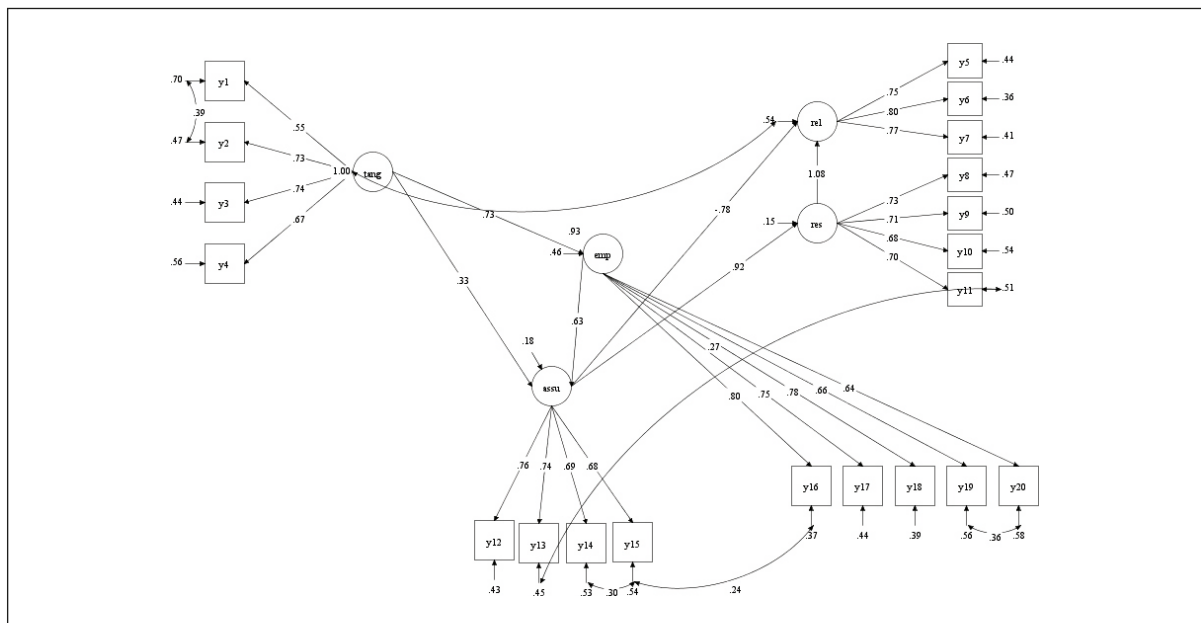 .70
y1
.39
.55
.47
y2
.73
1.00
tang
.44
y3
.74
.67
.56
y4
.73
.33
.54
rel
.75
y5
.44
.80
y6
.36
.77
y7
.41
1.08
-.78
.15
res
.73
y8
.47
.71
y9
.50
.68
y10
.54
.70
y11
.51
.93
.46
emp
.92
.63
.18
assu
.27
.80
.75
.78
.66
.64
.76
.74
.69
.68
y16
y17
y18
y19
y20
.37
.44
.39
.56
.36
.58
y12
y13
y14
y15
.43
.45
.53
.30
.54
.24